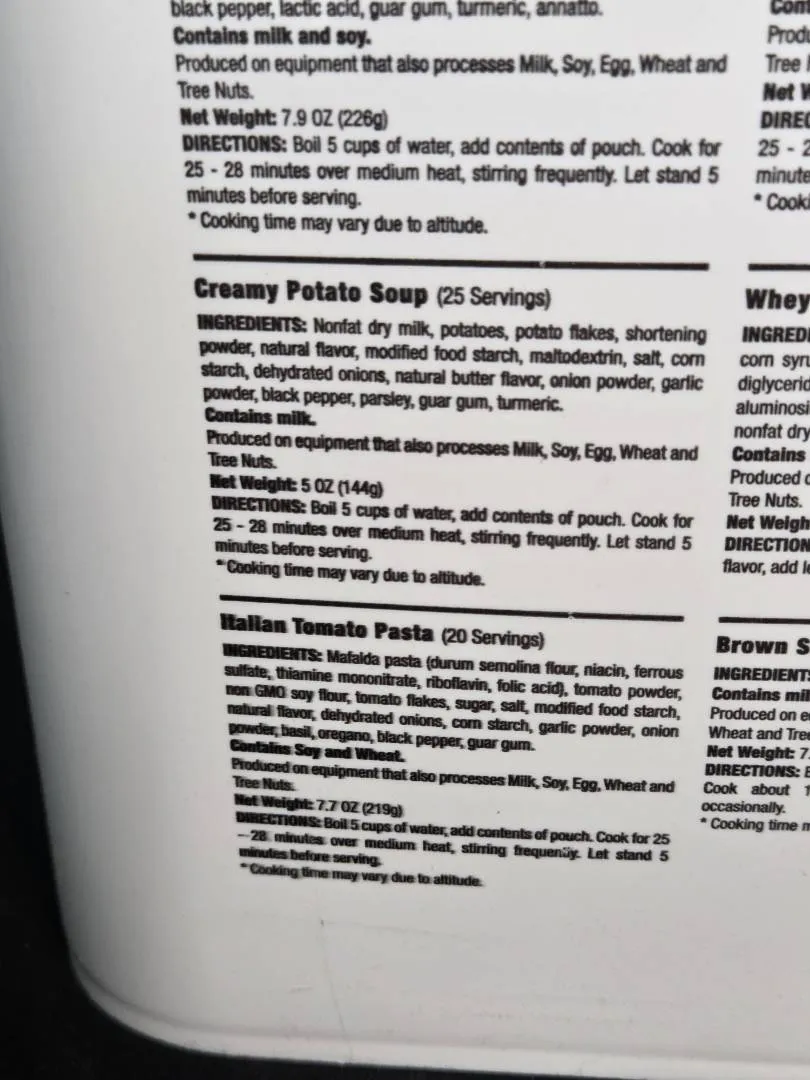 black pepper, lactic acid, guar gum, turmeric, annatto.
Contains milk and soy.
Produced on equipment that also processes Milk, Soy, Egg, Wheat and
Tree Nuts.
Net Weight: 7.9 OZ (226g)
DIRECTIONS: Boil 5 cups of water, add contents of pouch. Cook for
25 - 28 minutes over medium heat, stirring frequently. Let stand 5
minutes before serving.
* Cooking time may vary due to altitude.
Creamy Potato Soup (25 Servings)
INGREDIENTS: Nonfat dry milk, potatoes, potato flakes, shortening
powder, natural flavor, modified food starch, maltodextrin, salt, corn
starch, dehydrated onions, natural butter flavor, onion powder, garlic
powder, black pepper, parsley, guar gum, turmeric.
Contains milk.
Produced on equipment that also processes Milk, Soy, Egg, Wheat and
Tree Nuts.
Net Weight: 5 OZ (144g)
DIRECTIONS: Boil 5 cups of water, add contents of pouch. Cook for
25 - 28 minutes over medium heat, stirring frequently. Let stand 5
minutes before serving.
* Cooking time may vary due to altitude.
Italian Tomato Pasta (20 Servings)
INGREDIENTS: Mafalda pasta (durum semolina flour, niacin, ferrous
sulfate, thiamine mononitrate, riboflavin, folic acid), tomato powder,
non GMO soy flour, tomato flakes, sugar, salt, modified food starch,
natural flavor, dehydrated onions, corn starch, garlic powder, onion
powder, basil, oregano, black pepper, guar gum.
Contains Soy and Wheat.
Produced on equipment that also processes Milk, Soy, Egg, Wheat and
Tree Nuts.
Net Weight: 7.7 OZ (219g)
DIRECTIONS: Boil 5 cups of water, add contents of pouch. Cook for 25
- 28 minutes over medium heat, stirring frequently. Let stand 5
minutes before serving.
* Cooking time may vary due to altitude.
Tree
Net
25 -
*
Whey
corn
nonfat dry
Contains
Produced
Tree Nuts.
Net
flavor, add
Brown
Contains
Produced on
Wheat and
Net Weight: 7.
DIRECTIONS:
Cook about
occasionally.
* Cooking time